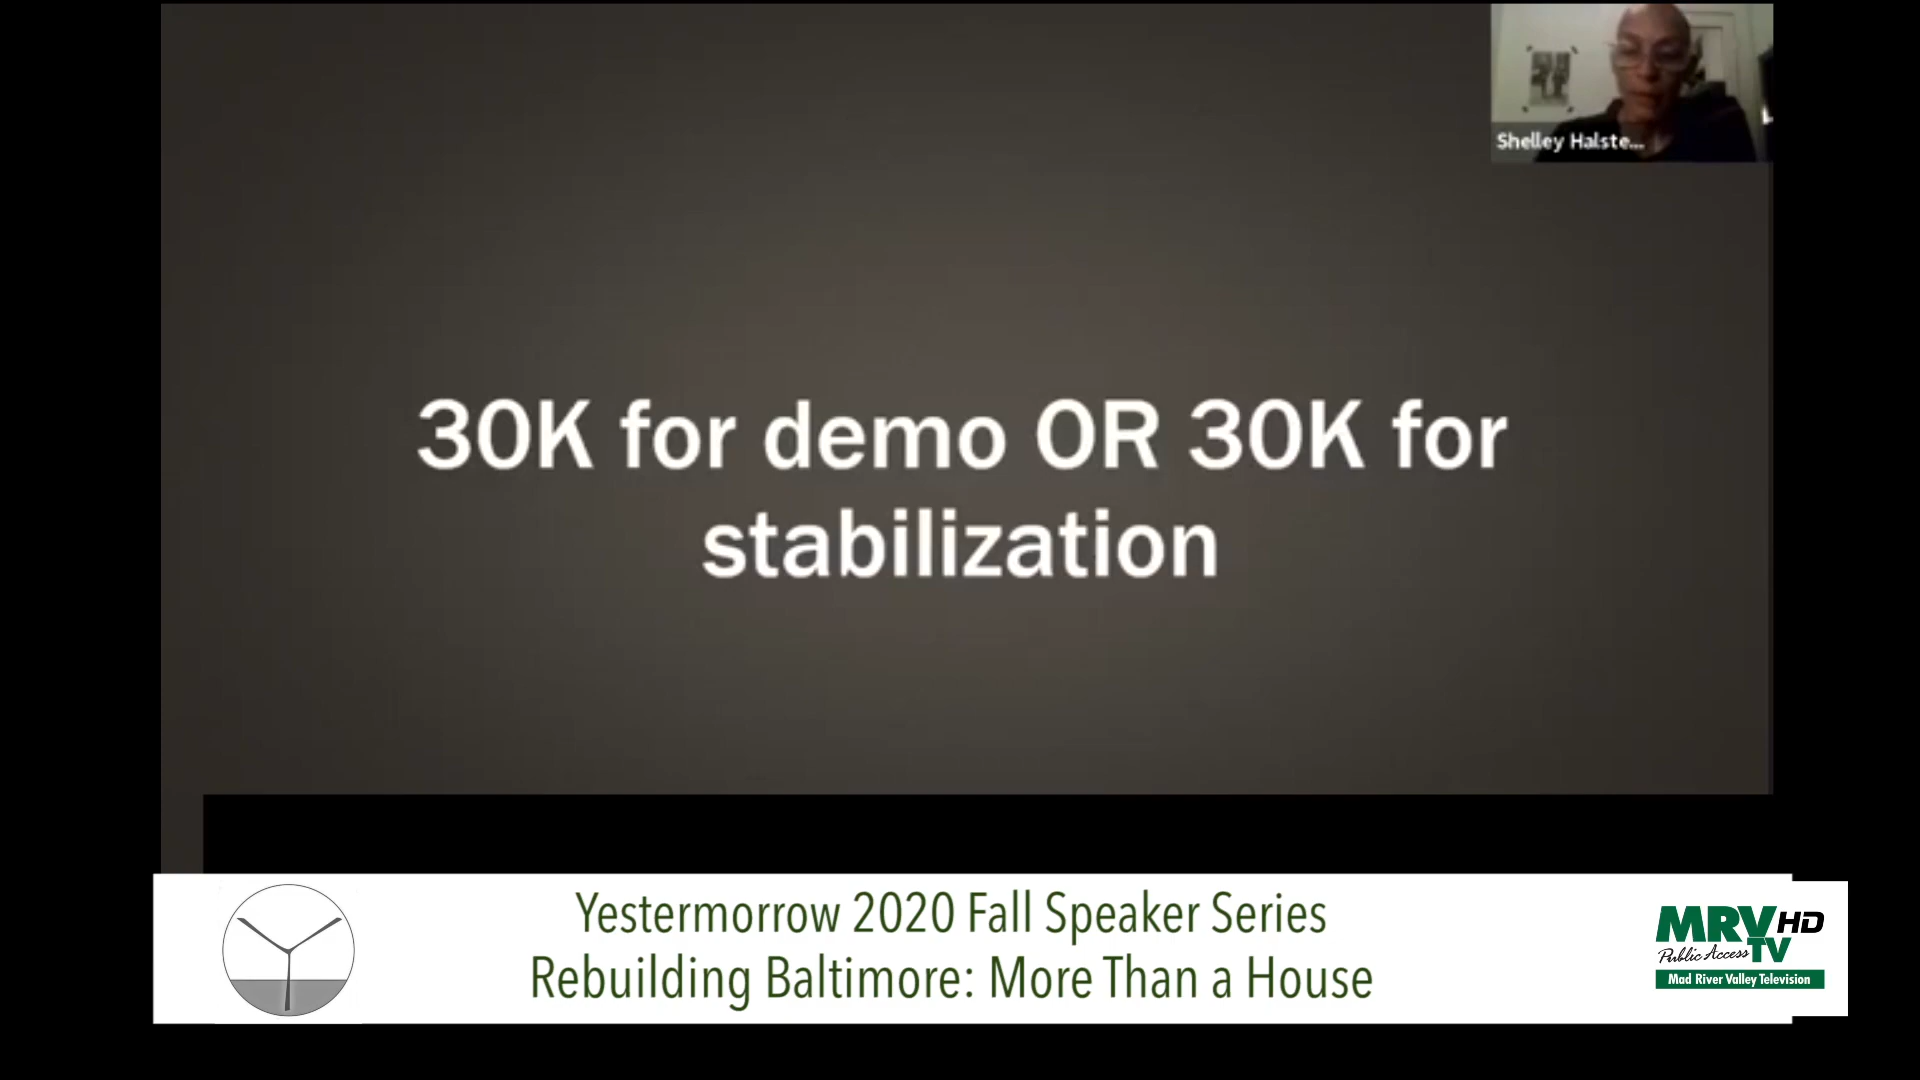 Shelley Halste...
30K for demo OR 30K for
stabilization
Yestermorrow 2020 Fall Speaker Series
Rebuilding Baltimore: More Than a House
MRV HD
Public Access TV
Mad River Valley Television